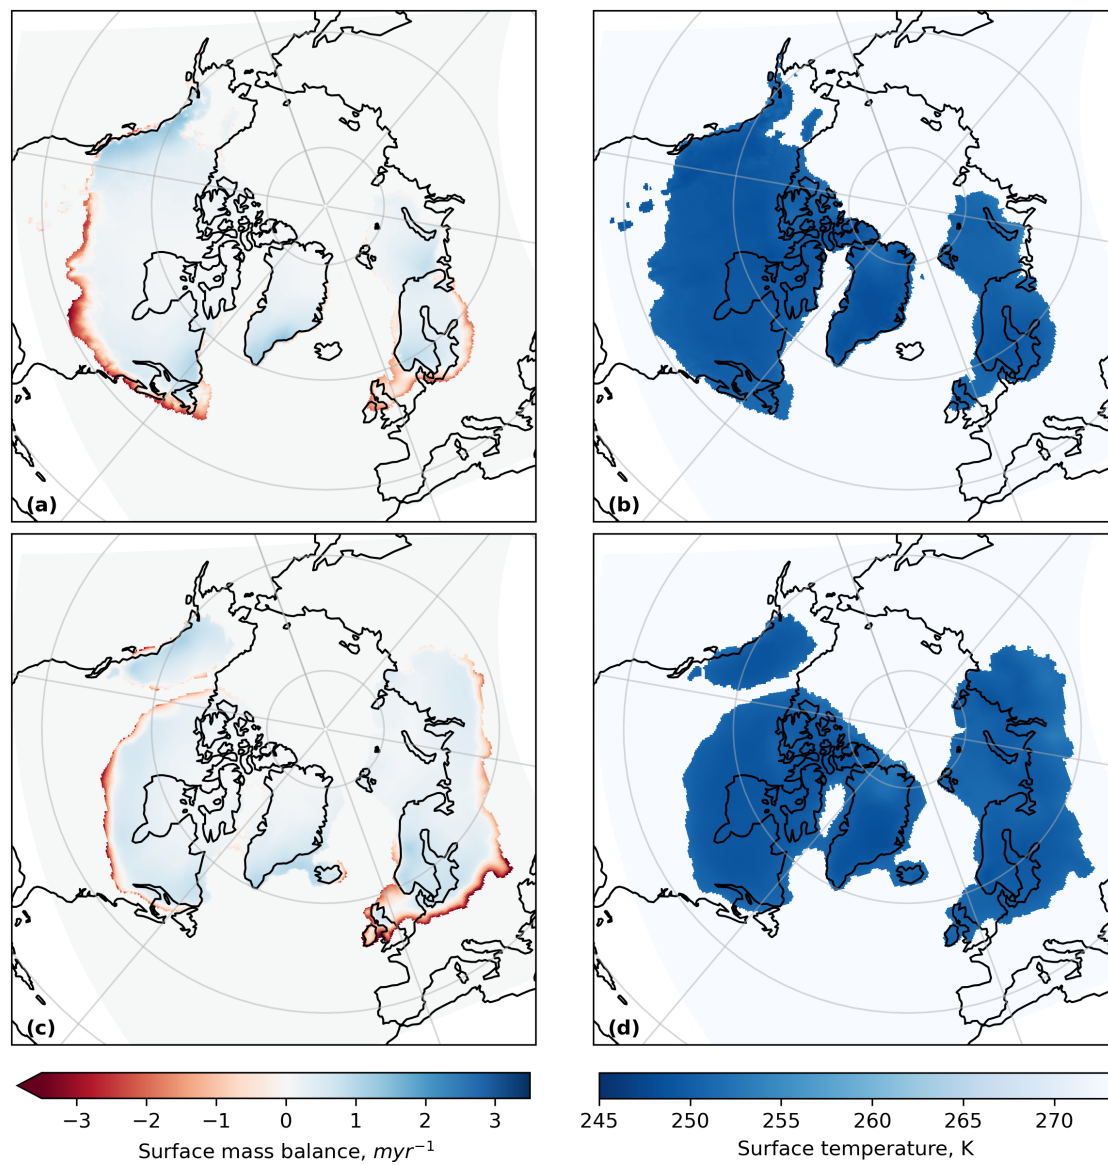 (a)
(b)
(c)
(d)
−3 −2 −1 0 1 2 3
Surface mass balance, myr⁻¹
245 250 255 260 265 270
Surface temperature, K